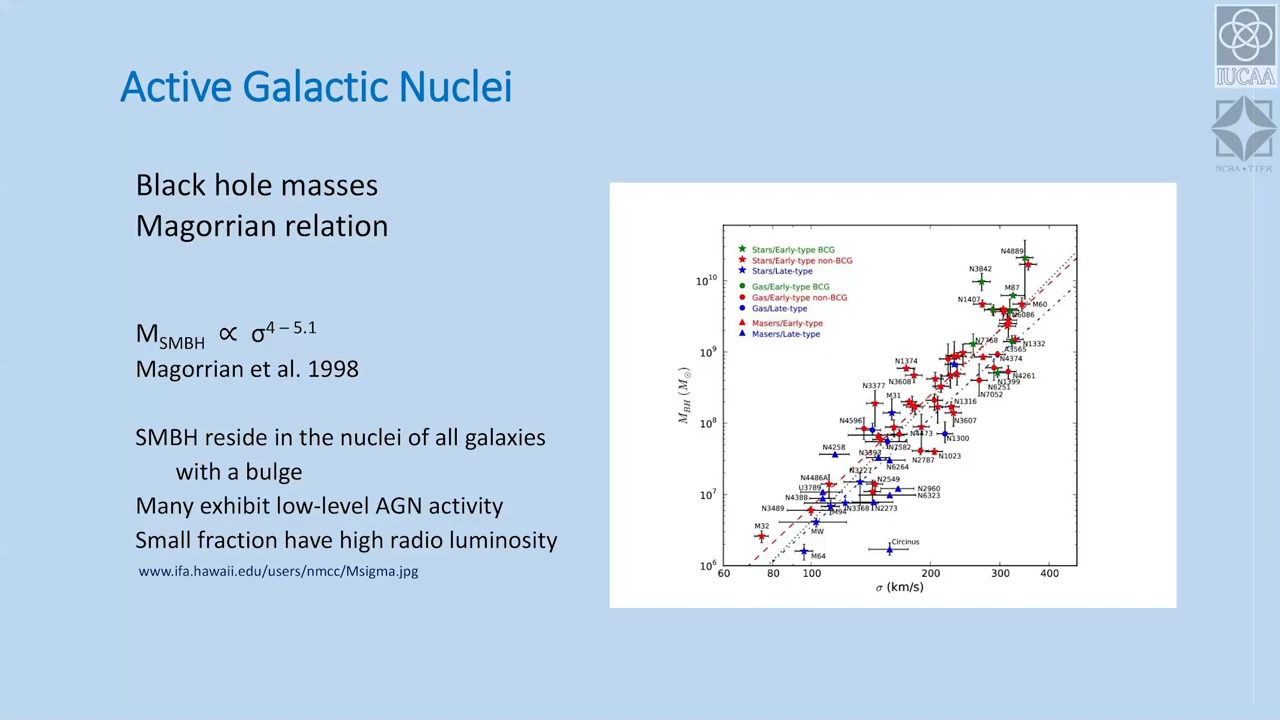 IUCAA
Active Galactic Nuclei
NCRA • TIFR
Black hole masses
Magorrian relation
M_SMBH ∝ σ^4 – 5.1
Magorrian et al. 1998
SMBH reside in the nuclei of all galaxies
with a bulge
Many exhibit low-level AGN activity
Small fraction have high radio luminosity
www.ifa.hawaii.edu/users/nmcc/Msigma.jpg
Stars/Early-type BCG
Stars/Early-type non-BCG
Stars/Late-type
Gas/Early-type BCG
Gas/Early-type non-BCG
Gas/Late-type
Masers/Early-type
Masers/Late-type
N4889
N3842
M87
N1407
M60
N6086
N7768
N1332
A3565
N1374
N4374
N3608
N4261
N1399
N3377
N6251
M31
N7052
N1316
N4596
N3607
N4473
N1300
N4258
N7582
N3393
N2787
N1023
N6264
N3227
N4486A
N2549
U3789
N2960
N4388
N6323
N3489
M94
N3368
N2273
M32
MW
Circinus
M64
10^10
10^9
10^8
10^7
10^6
M_BH (M_⊙)
60
80
100
200
300
400
σ (km/s)